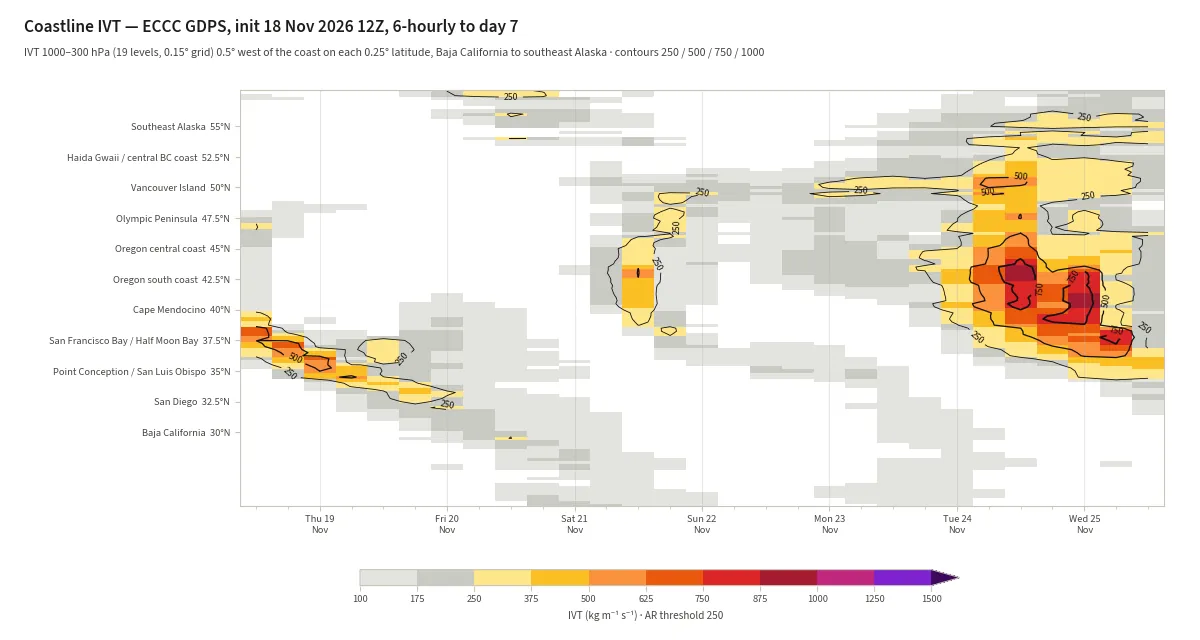 Coastline IVT — ECCC GDPS, init 18 Nov 2026 12Z, 6-hourly to day 7
IVT 1000–300 hPa (19 levels, 0.15° grid) 0.5° west of the coast on each 0.25° latitude, Baja California to southeast Alaska · contours 250 / 500 / 750 / 1000
250
Southeast Alaska 55°N
250
Haida Gwaii / central BC coast 52.5°N
Vancouver Island 50°N
250
250
500
500
250
Olympic Peninsula 47.5°N
250
Oregon central coast 45°N
250
Oregon south coast 42.5°N
750
750
500
Cape Mendocino 40°N
San Francisco Bay / Half Moon Bay 37.5°N
500
250
250
750
250
Point Conception / San Luis Obispo 35°N
250
San Diego 32.5°N
250
Baja California 30°N
Thu 19 Fri 20 Sat 21 Sun 22 Mon 23 Tue 24 Wed 25
Nov Nov Nov Nov Nov Nov Nov
100 175 250 375 500 625 750 875 1000 1250 1500
IVT (kg m⁻¹ s⁻¹) · AR threshold 250